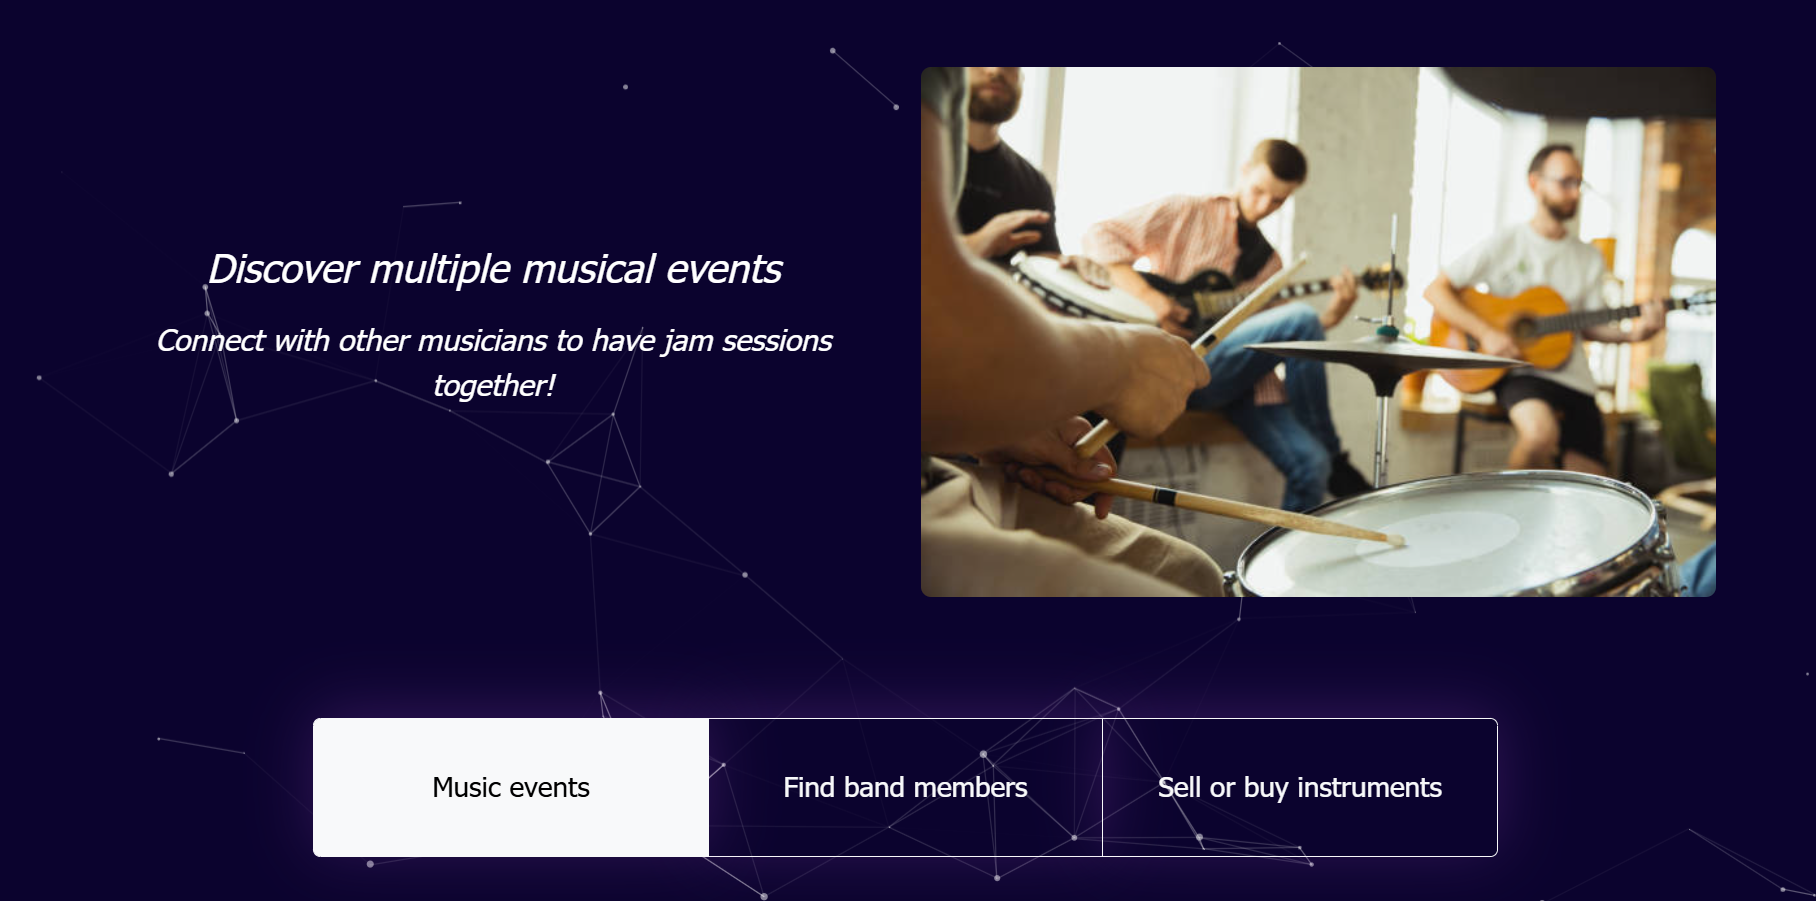 Discover multiple musical events
Connect with other musicians to have jam sessions
together!
Music events
Find band members
Sell or buy instruments